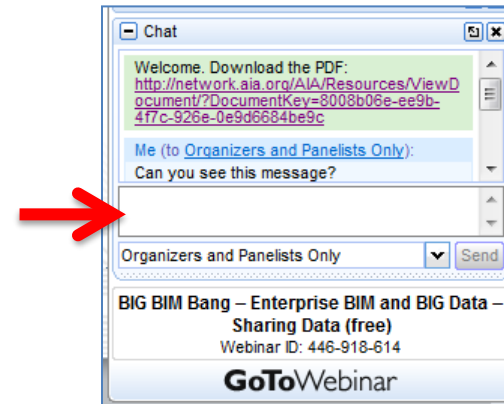 Chat
Welcome. Download the PDF:
http://network.aia.org/AIA/Resources/ViewD
ocument/?DocumentKey=8008b06e-ee9b-
4f7c-926e-0e9d6684be9c
Me (to Organizers and Panelists Only):
Can you see this message?
Organizers and Panelists Only
Send
BIG BIM Bang – Enterprise BIM and BIG Data –
Sharing Data (free)
Webinar ID: 446-918-614
GoToWebinar